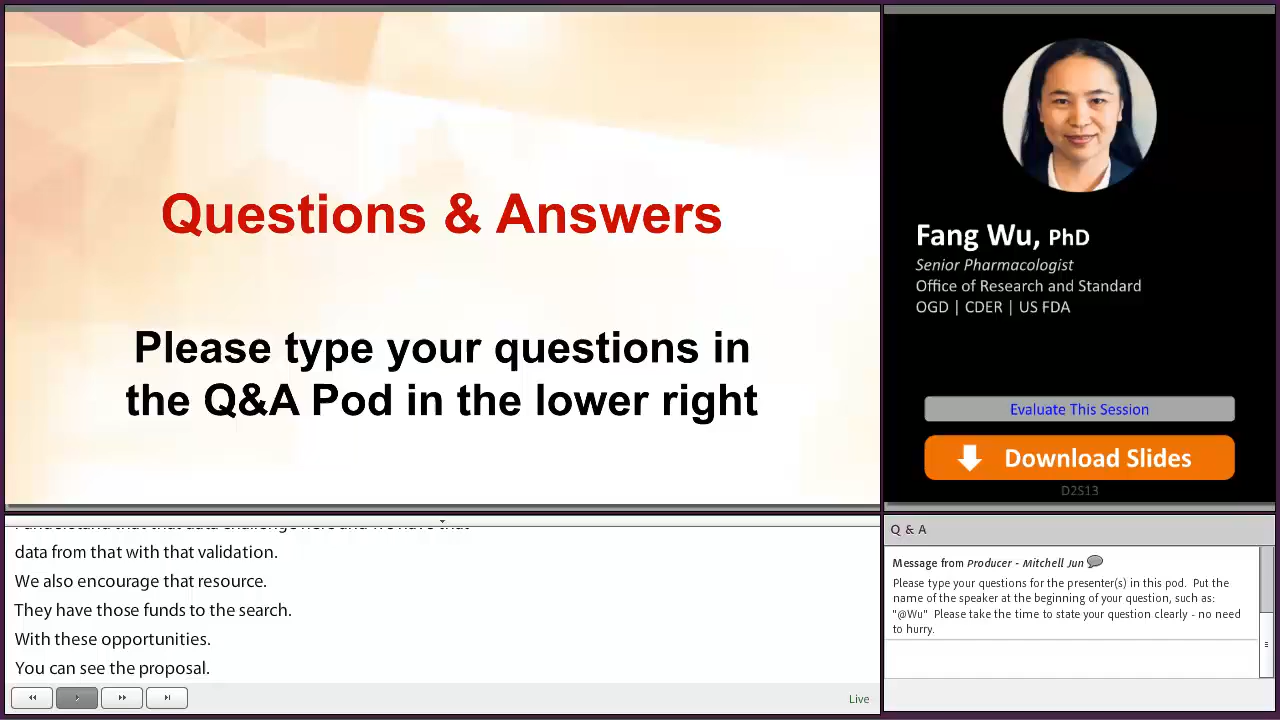 Questions & Answers
Please type your questions in
the Q&A Pod in the lower right
Fang Wu, PhD
Senior Pharmacologist
Office of Research and Standard
OGD | CDER | US FDA
Evaluate This Session
Download Slides
D2S13
data from that with that validation.
We also encourage that resource.
They have those funds to the search.
With these opportunities.
You can see the proposal.
Live
Q & A
Message from Producer - Mitchell Jun
Please type your questions for the presenter(s) in this pod. Put the
name of the speaker at the beginning of your question, such as:
"@Wu" Please take the time to state your question clearly - no need
to hurry.